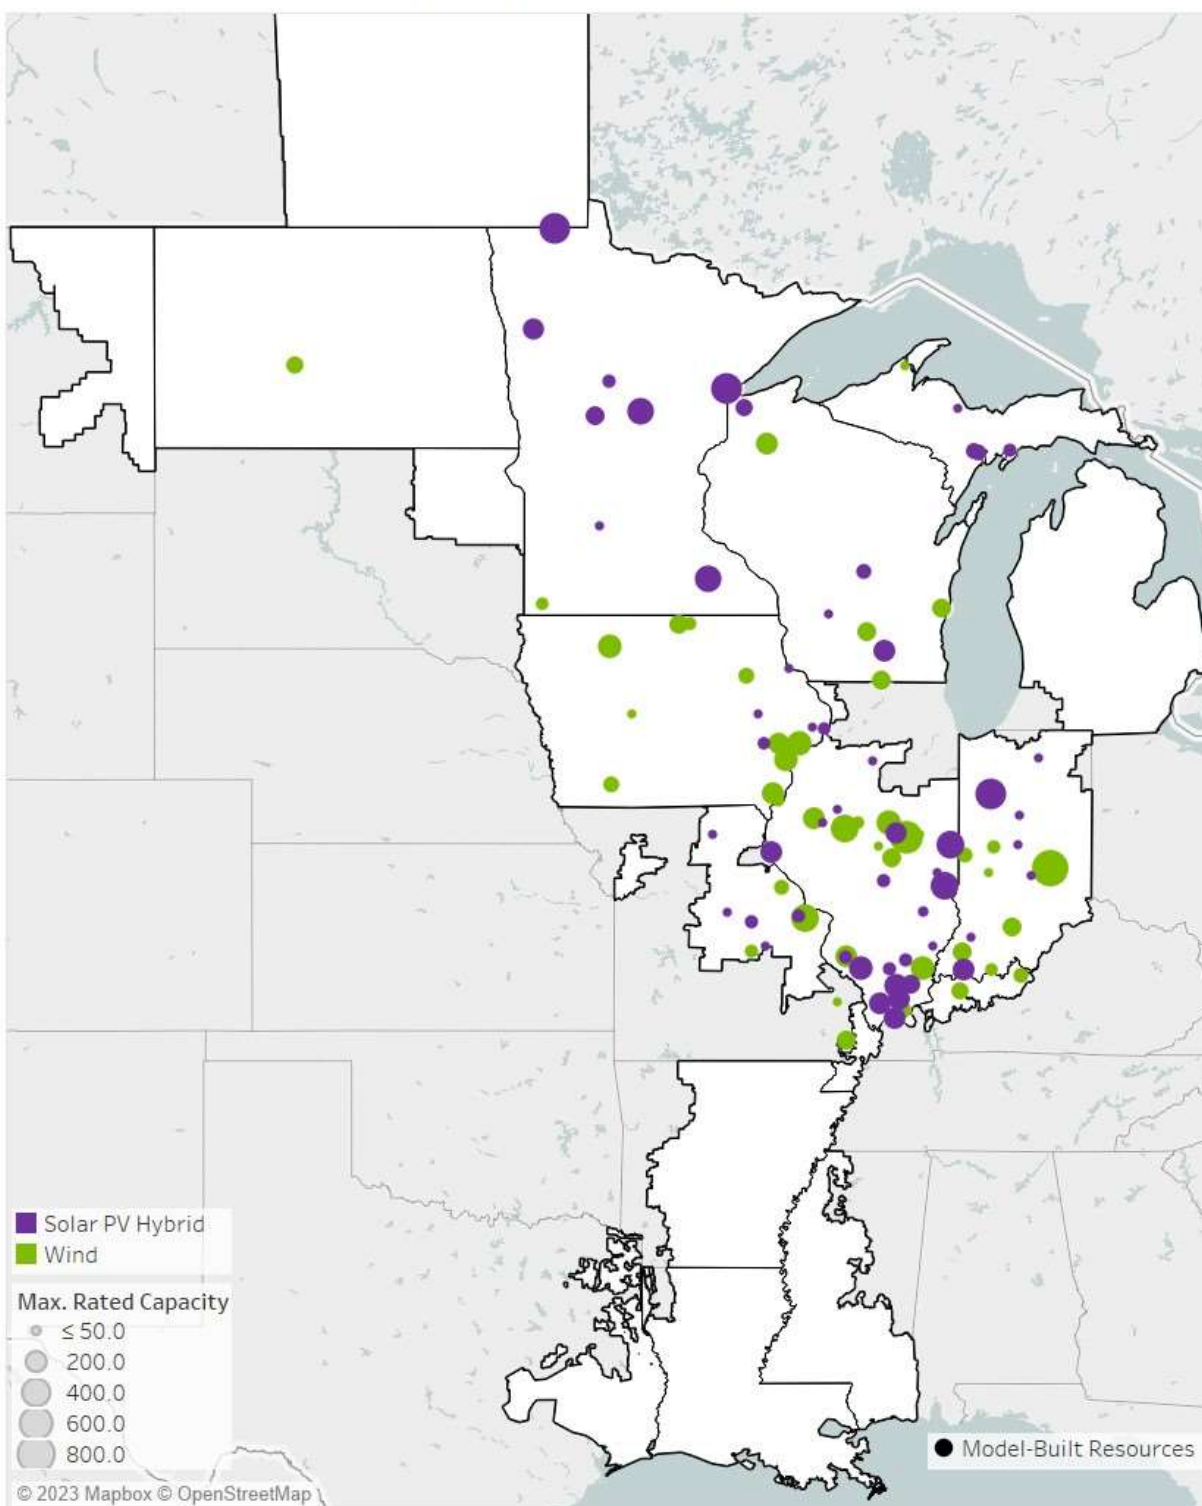 Solar PV Hybrid
Wind
Max. Rated Capacity
≤ 50.0
200.0
400.0
600.0
800.0
Model-Built Resources
© 2023 Mapbox © OpenStreetMap